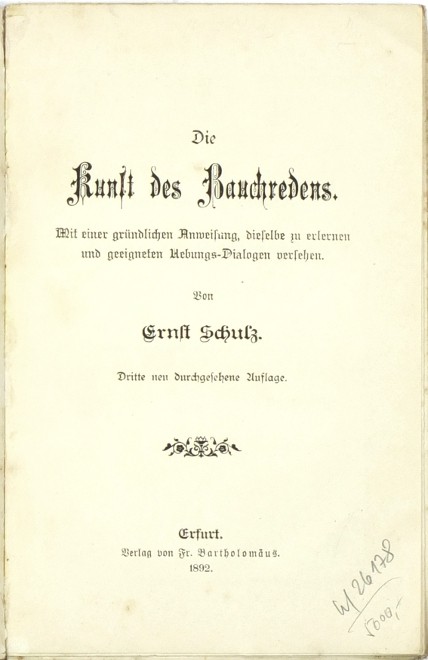 Die
Kunst des Bauchredens.
Mit einer gründlichen Anweisung, dieselbe zu erlernen
und geeigneten Uebungs-Dialogen versehen.
Von
Ernst Schulz.
Dritte neu durchgesehene Auflage.
Erfurt.
Verlag von Fr. Bartholomäus.
1892.
26178
5000,-